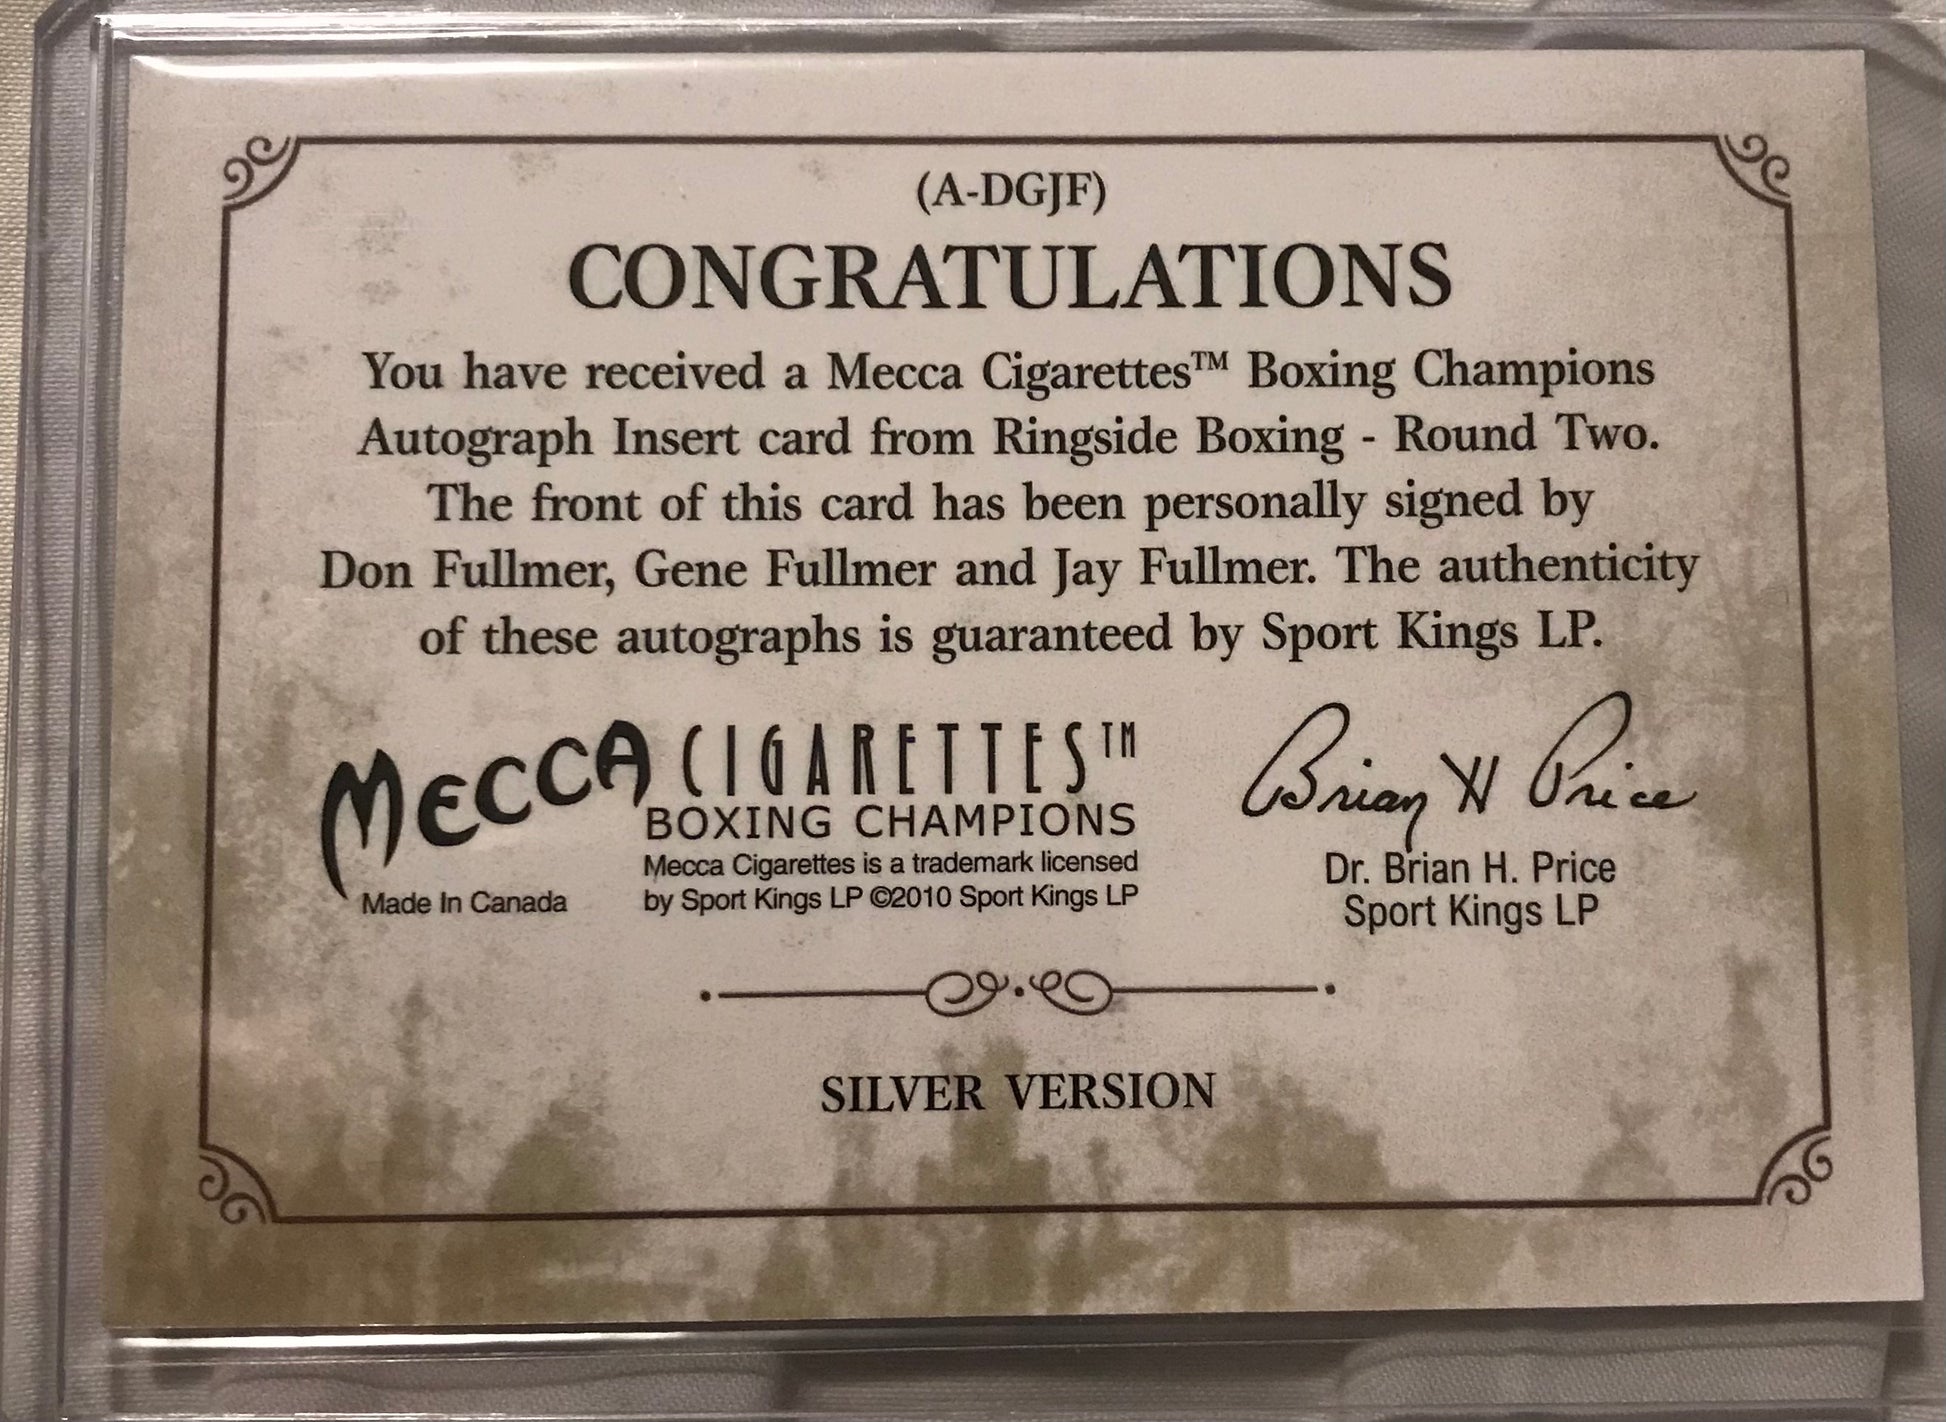 (A-DGJF)
CONGRATULATIONS
You have received a Mecca Cigarettes™ Boxing Champions
Autograph Insert card from Ringside Boxing - Round Two.
The front of this card has been personally signed by
Don Fullmer, Gene Fullmer and Jay Fullmer. The authenticity
of these autographs is guaranteed by Sport Kings LP.
MECCA CIGARETTES™
BOXING CHAMPIONS
Mecca Cigarettes is a trademark licensed
by Sport Kings LP ©2010 Sport Kings LP
Made In Canada
Brian H Price
Dr. Brian H. Price
Sport Kings LP
SILVER VERSION